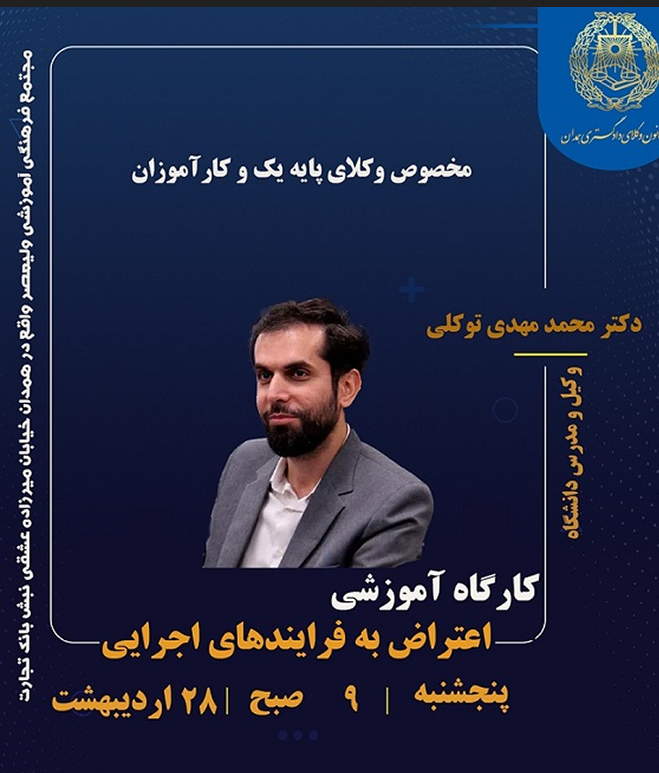 کانون وکلای دادگستری همدان
مخصوص وکلای پایه یک و کارآموزان
دکتر محمد مهدی توکلی
وکیل و مدرس دانشگاه
کارگاه آموزشی
اعتراض به فرایندهای اجرایی
پنجشنبه | ۹ صبح | ۲۸ اردیبهشت
مجتمع فرهنگی آموزشی ولیعصر واقع در همدان خیابان میرزاده عشقی نبش بانک تجارت